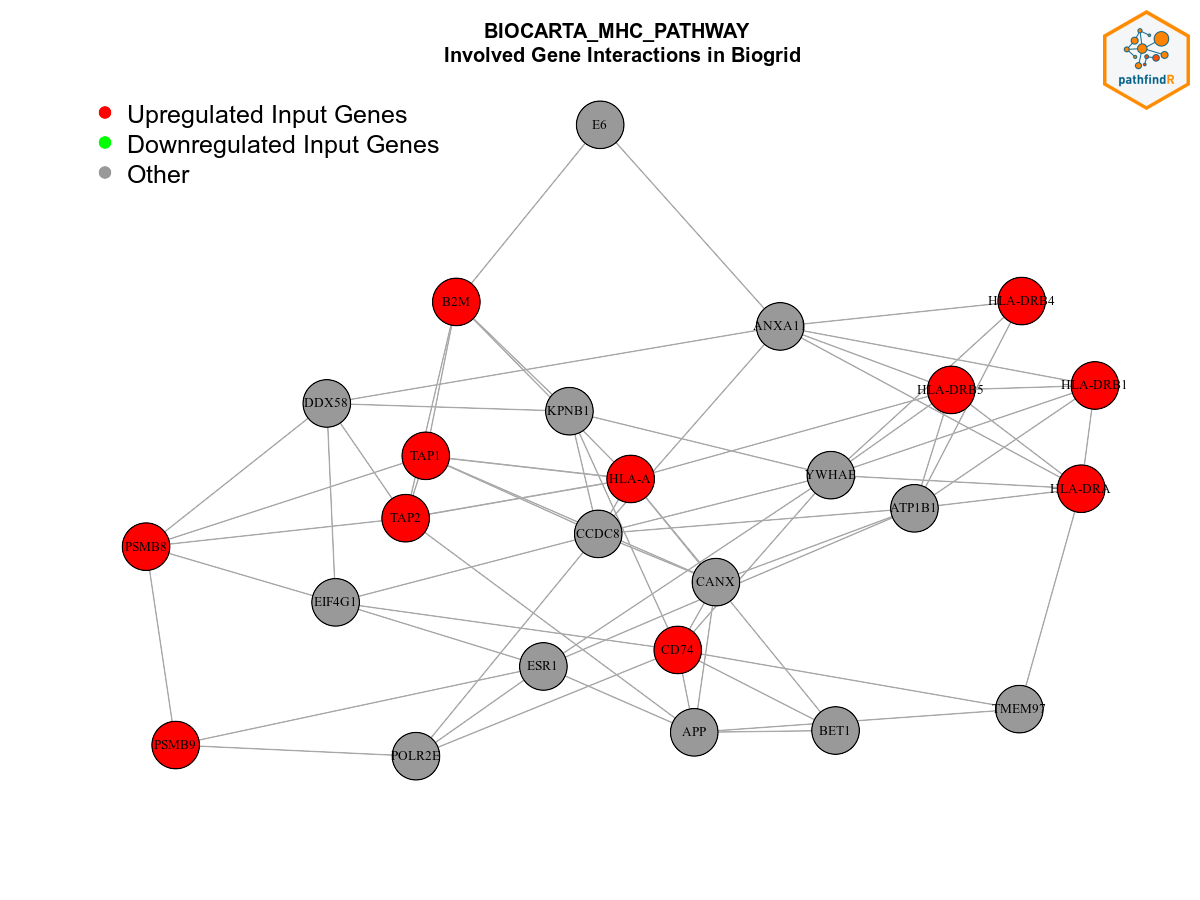 BIOCARTA_MHC_PATHWAY
Involved Gene Interactions in Biogrid
pathfindR
Upregulated Input Genes
Downregulated Input Genes
Other
E6
B2M
HLA-DRB4
ANXA1
HLA-DRB5
HLA-DRB1
DDX58
KPNB1
TAP1
HLA-A
YWHAE
HLA-DRA
ATP1B1
TAP2
CCDC8
PSMB8
CANX
EIF4G1
CD74
ESR1
TMEM97
APP
BET1
PSMB9
POLR2E